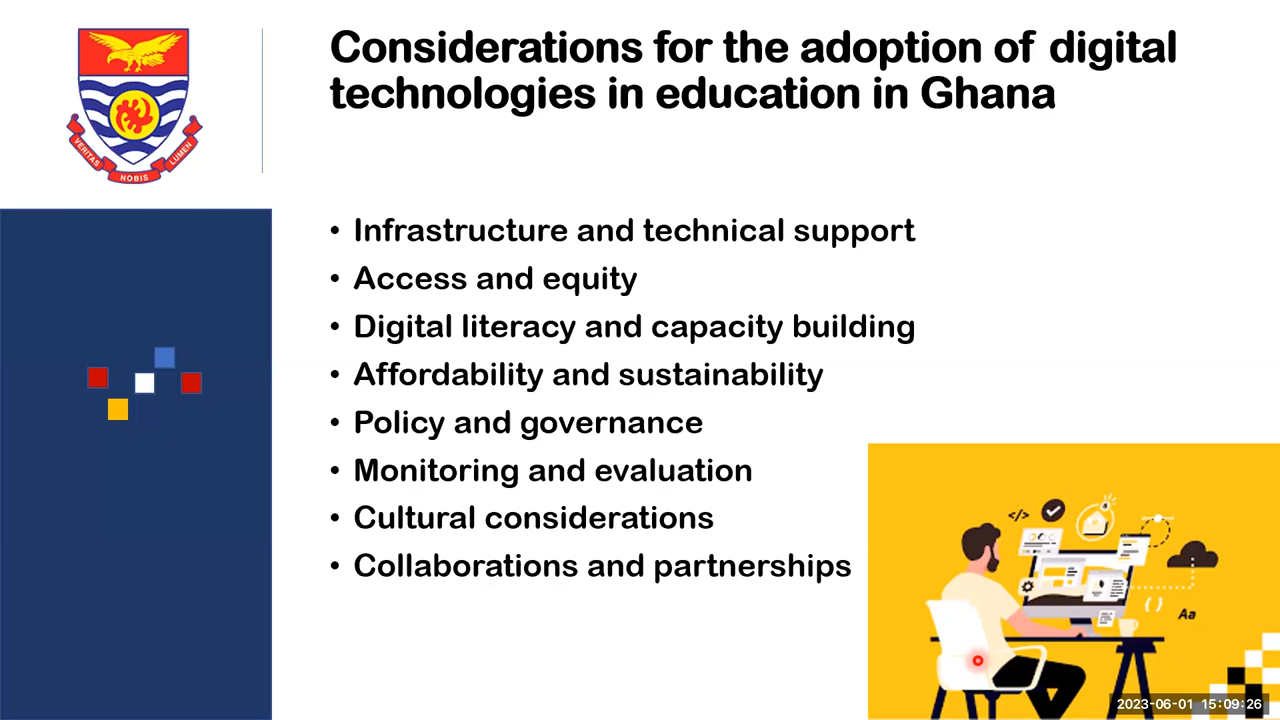 VERITAS
NOBIS
LUMEN
Considerations for the adoption of digital
technologies in education in Ghana
• Infrastructure and technical support
• Access and equity
• Digital literacy and capacity building
• Affordability and sustainability
• Policy and governance
• Monitoring and evaluation
• Cultural considerations
• Collaborations and partnerships
</>
( )
Aa
2023-06-01 15:09:26